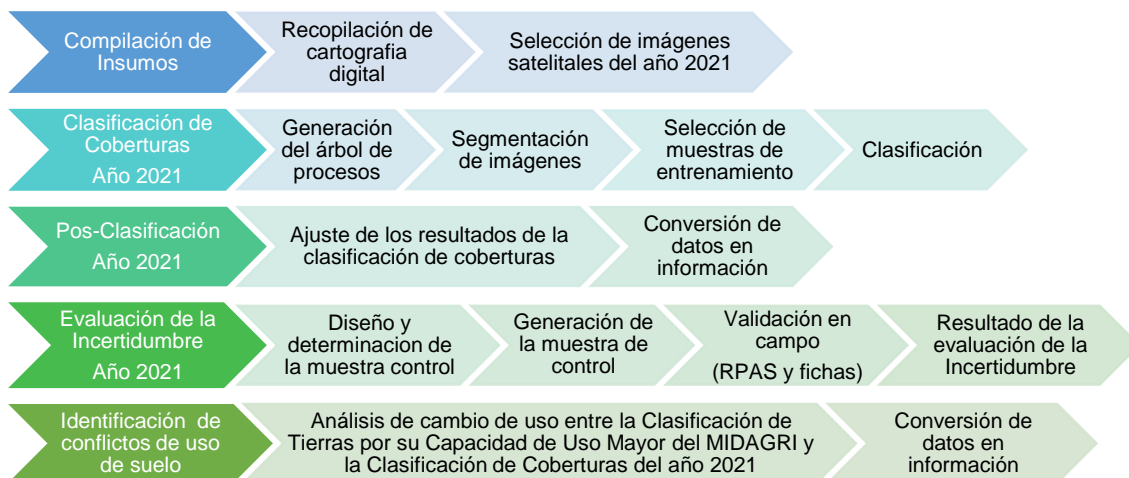 Compilación de
Insumos
Recopilación de
cartografia
digital
Selección de imágenes
satelitales del año 2021
Clasificación de
Coberturas
Año 2021
Generación
del árbol de
procesos
Segmentación
de imágenes
Selección de
muestras de
entrenamiento
Clasificación
Pos-Clasificación
Año 2021
Ajuste de los resultados de la
clasificación de coberturas
Conversión de
datos en
información
Evaluación de la
Incertidumbre
Año 2021
Diseño y
determinacion de
la muestra control
Generación de
la muestra de
control
Validación en
campo
(RPAS y fichas)
Resultado de la
evaluación de la
Incertidumbre
Identificación de
conflictos de uso
de suelo
Análisis de cambio de uso entre la Clasificación de
Tierras por su Capacidad de Uso Mayor del MIDAGRI y
la Clasificación de Coberturas del año 2021
Conversión de
datos en
información